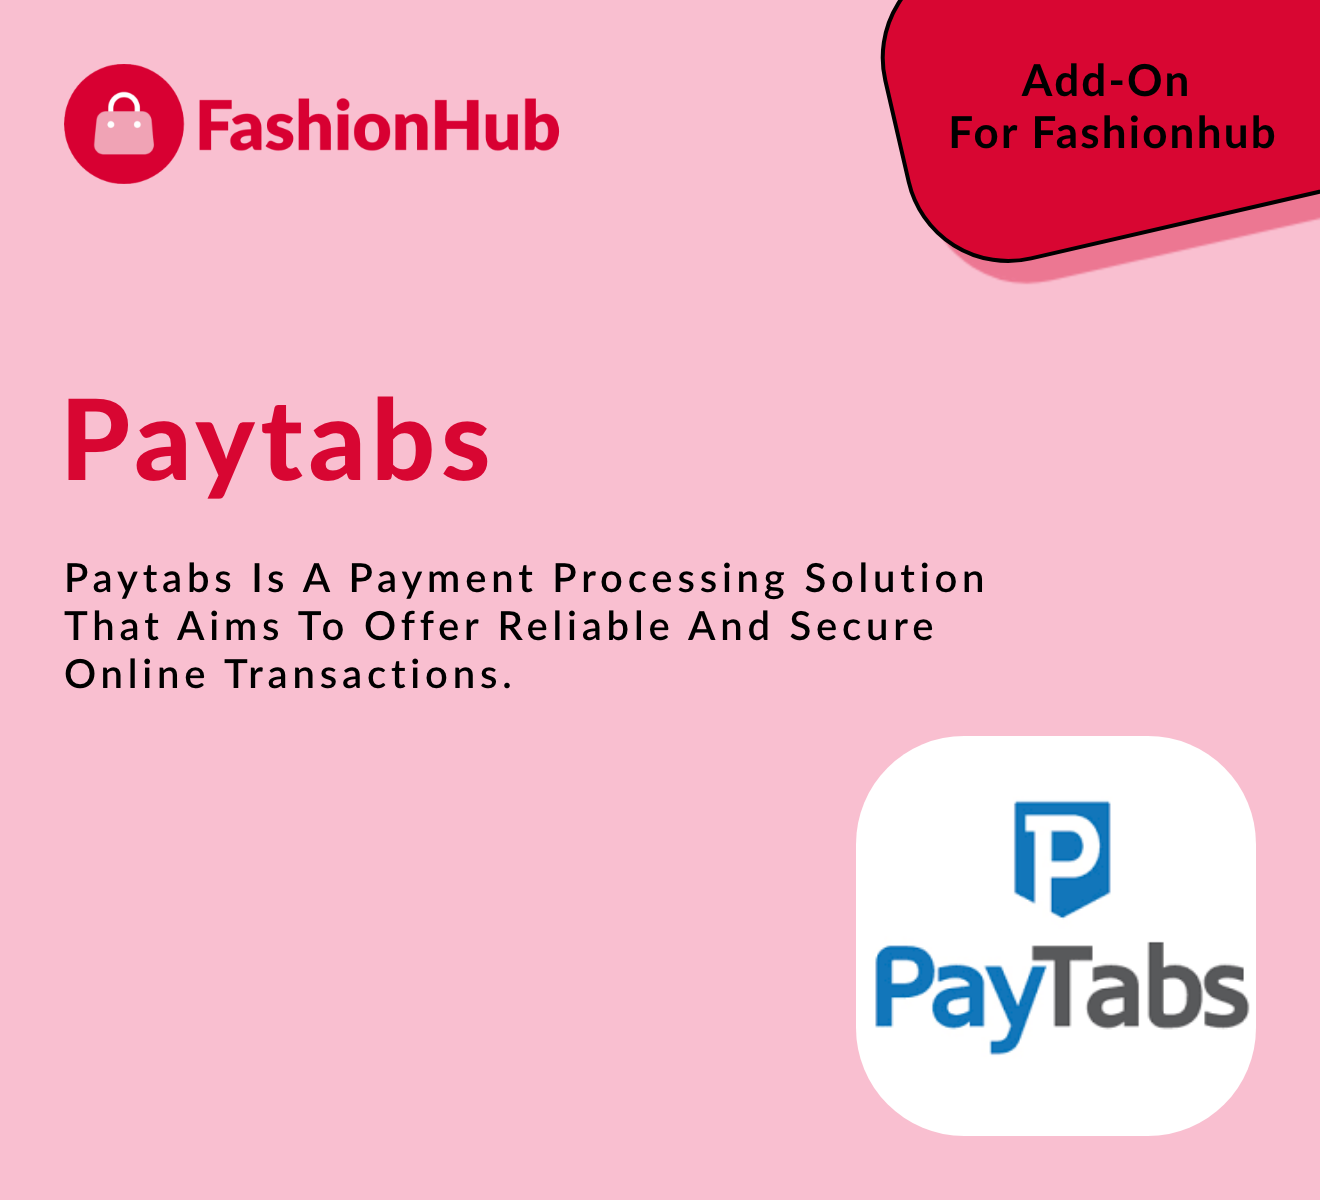 FashionHub
Add-On
For Fashionhub
Paytabs
Paytabs Is A Payment Processing Solution
That Aims To Offer Reliable And Secure
Online Transactions.
P
PayTabs